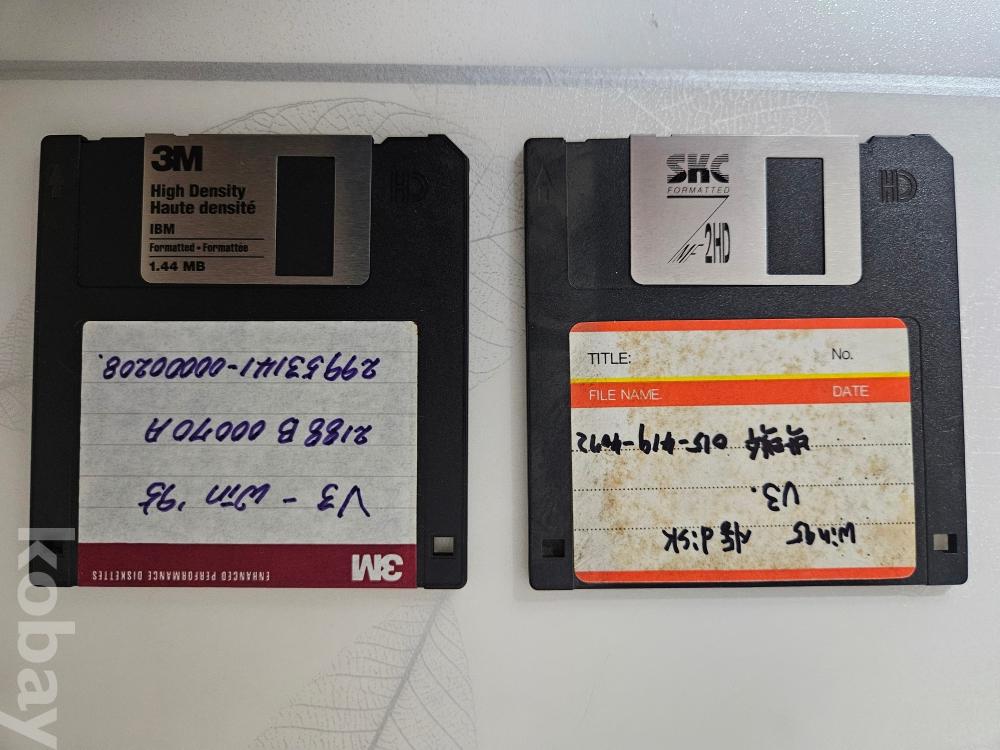 3M
High Density
Haute densité
IBM
Formatted • Formattée
1.44 MB
HD
3M ENHANCED PERFORMANCE DISKETTES
V3 - Win '95
2188 B 00070 A
29953141-00000208.
SKC
FORMATTED
MF 2HD
HD
TITLE: No.
FILE NAME. DATE
Win95 시동 disk
V3.
015-419-4092
kobay